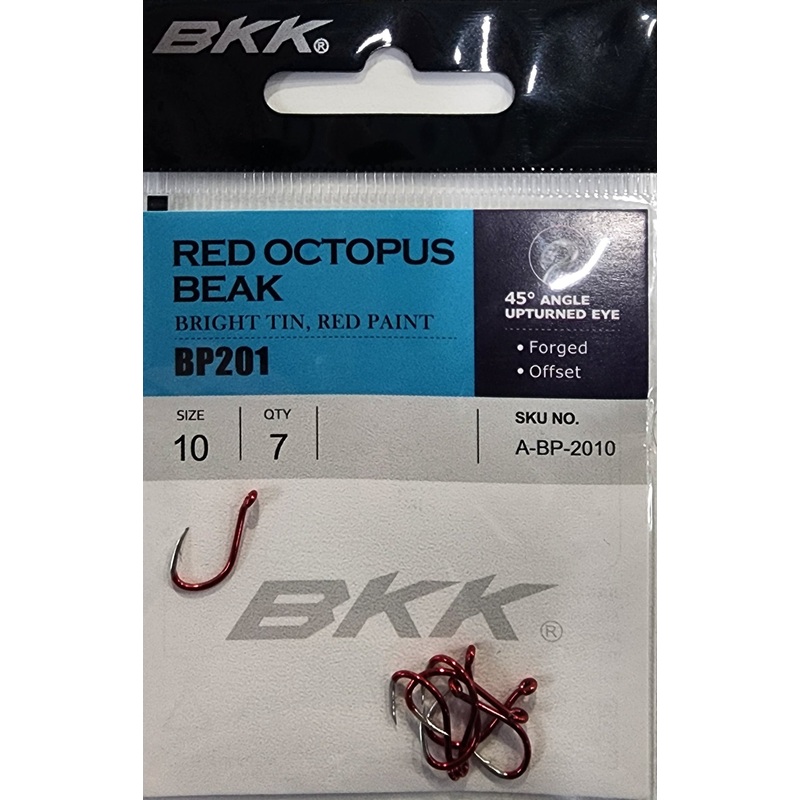 BKK®
RED OCTOPUS
BEAK
BRIGHT TIN, RED PAINT
BP201
45° ANGLE
UPTURNED EYE
• Forged
• Offset
SIZE
10
QTY
7
SKU NO.
A-BP-2010
BKK®